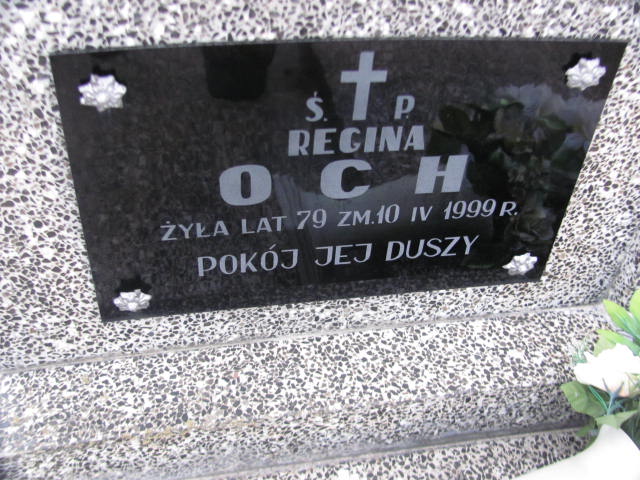 Ś. P.
REGINA
OCH
ŻYŁA LAT 79 ZM. 10 IV 1999 R.
POKÓJ JEJ DUSZY